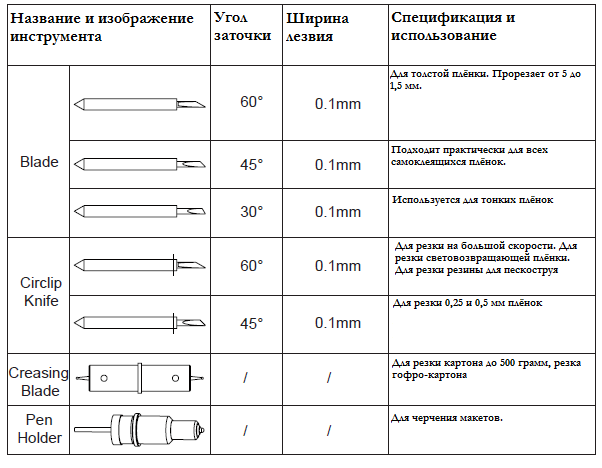 Название и изображение
инструмента
Угол
заточки
Ширина
лезвия
Спецификация и
использование
Blade
60°
0.1mm
Для толстой плёнки. Прорезает от 5 до
1,5 мм.
45°
0.1mm
Подходит практически для всех
самоклеящихся плёнок.
30°
0.1mm
Используется для тонких плёнок
Circlip
Knife
60°
0.1mm
Для резки на большой скорости. Для
резки световозвращающей плёнки.
Для резки резины для пескоструя
45°
0.1mm
Для резки 0,25 и 0,5 мм плёнок
Creasing
Blade
/
/
Для резки картона до 500 грамм, резка
гофро-картона
Pen
Holder
/
/
Для черчения макетов.